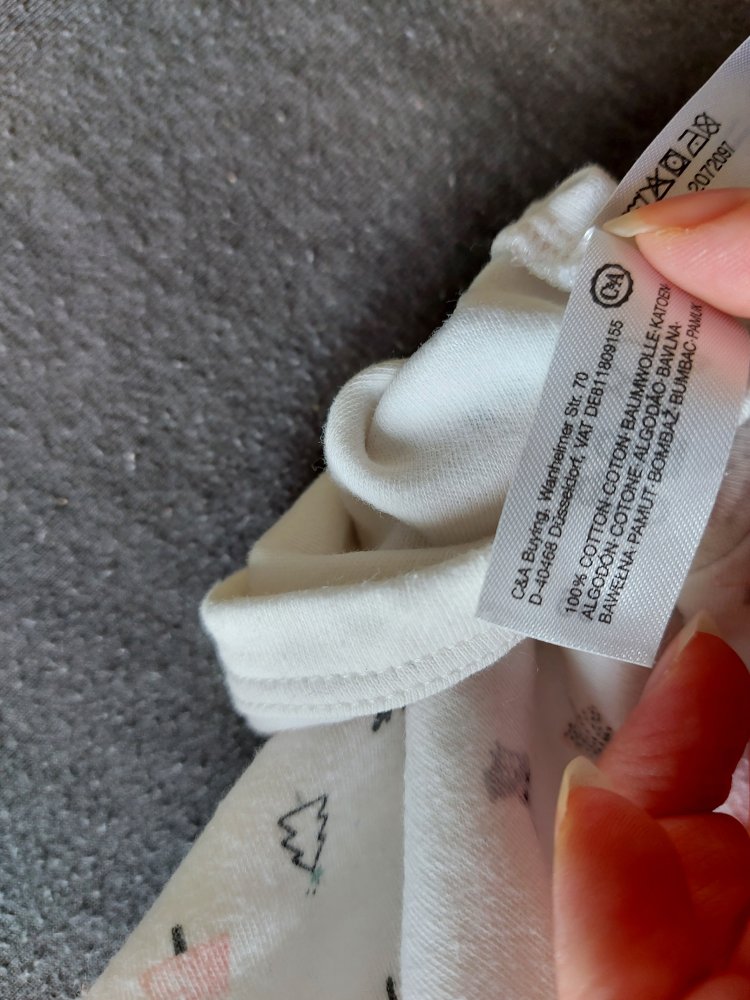 2072097
C&A
C&A Buying, Wanheimer Str. 70
D-40468 Düsseldorf, VAT DE811809155
100% COTTON·COTON·BAUMWOLLE·KATOEN·
ALGODÓN·COTONE·ALGODÃO·BAVLNA·
BAWEŁNA·PAMUT·BOMBAŽ·BUMBAC·PAMUK